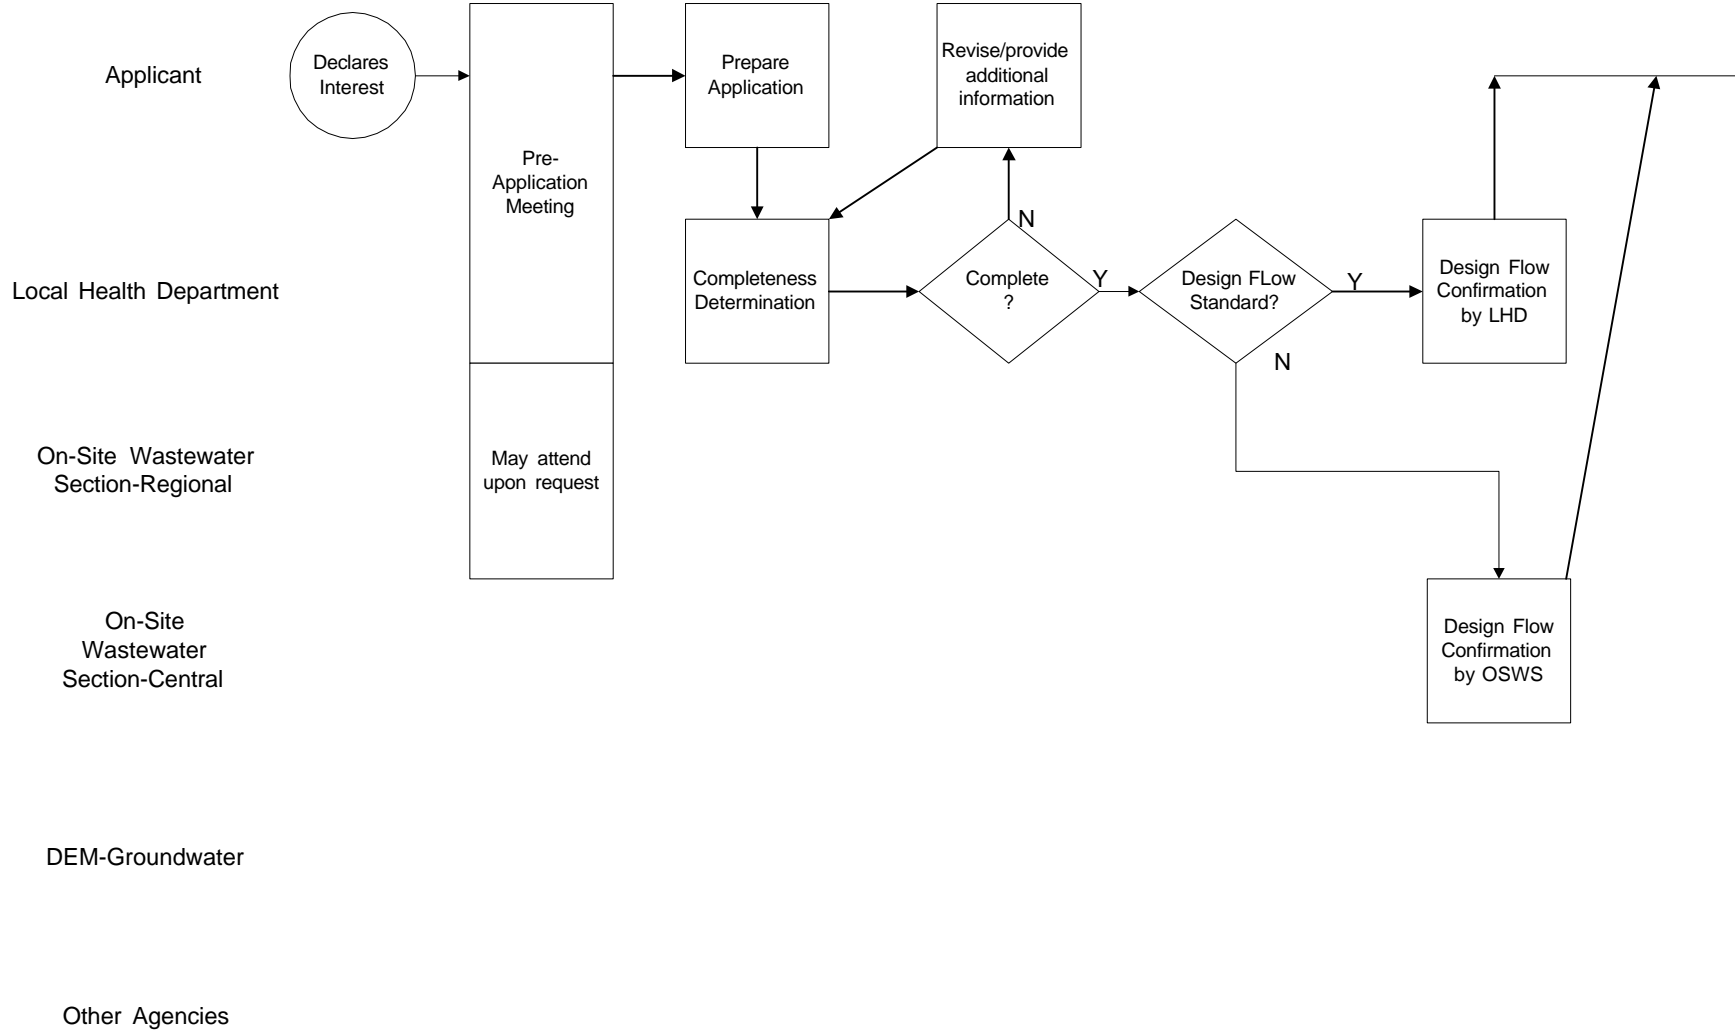 Applicant
Declares
Interest
Pre-
Application
Meeting
Prepare
Application
Revise/provide
additional
information
Local Health Department
Completeness
Determination
N
Complete
?
Y
Design FLow
Standard?
Y
N
Design Flow
Confirmation
by LHD
On-Site Wastewater
Section-Regional
May attend
upon request
On-Site
Wastewater
Section-Central
Design Flow
Confirmation
by OSWS
DEM-Groundwater
Other Agencies